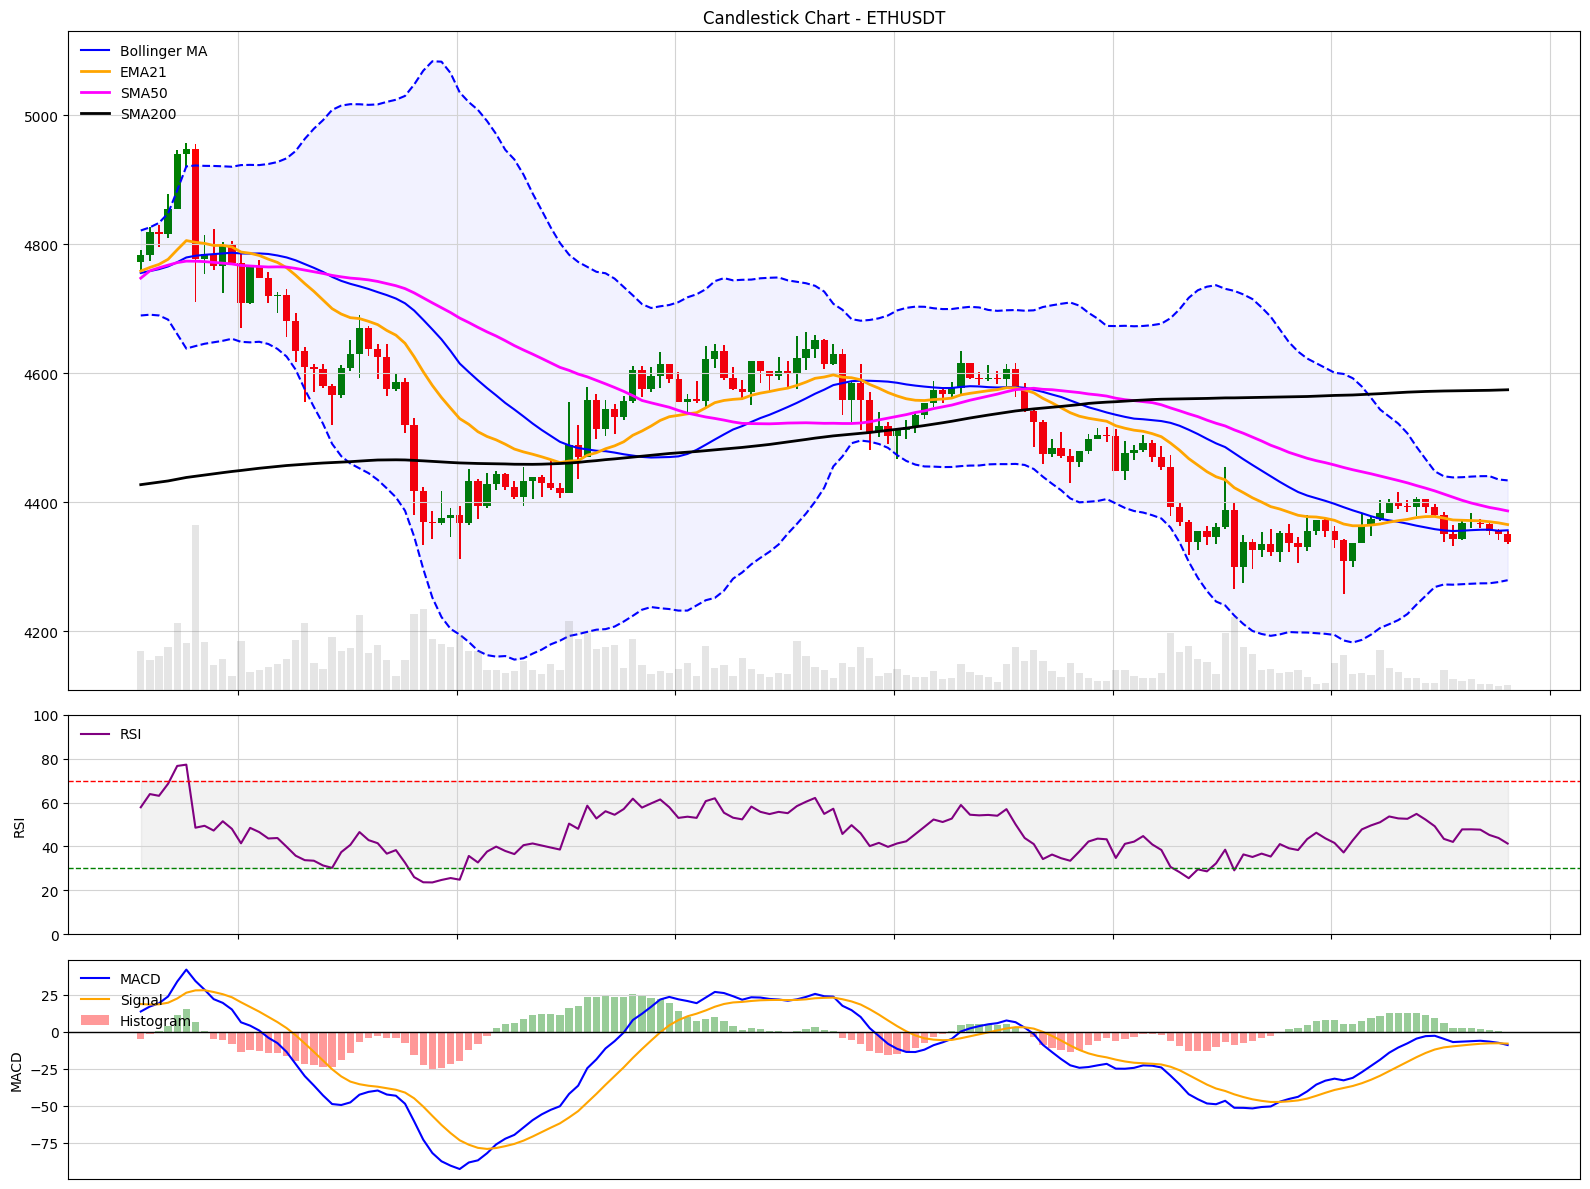 Candlestick Chart - ETHUSDT
Bollinger MA
EMA21
SMA50
SMA200
5000
4800
4600
4400
4200
RSI
100
80
60
40
20
0
RSI
MACD
Signal
Histogram
25
0
−25
−50
−75
MACD